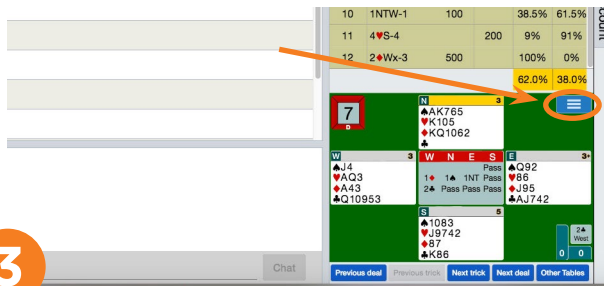 10 1NTW-1 100 38.5% 61.5%
11 4♥S-4 200 9% 91%
12 2♦Wx-3 500 100% 0%
62.0% 38.0%
ount
7
D
N 3
♠AK765
♥K105
♦KQ1062
♣
W 3
♠J4
♥AQ3
♦A43
♣Q10953
W N E S
Pass
1♦ 1♠ 1NT Pass
2♣ Pass Pass Pass
E 3•
♠Q92
♥86
♦J95
♣AJ742
S 5
♠1083
♥J9742
♦87
♣K86
2♣
West
0 0
3
Chat
Previous deal Previous trick Next trick Next deal Other Tables